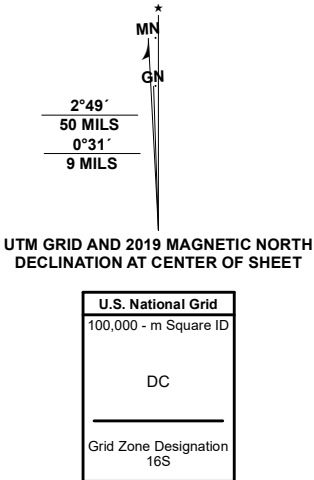 ★
MN
GN
2°49´
50 MILS
0°31´
9 MILS
UTM GRID AND 2019 MAGNETIC NORTH
DECLINATION AT CENTER OF SHEET
U.S. National Grid
100,000 - m Square ID
DC
Grid Zone Designation
16S